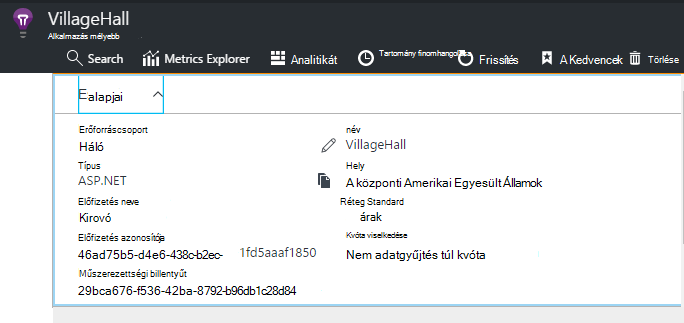 VillageHall
Alkalmazás mélyebb
Search Metrics Explorer Analitikát Tartomány finomhangolása Frissítés A Kedvencek Törlése
Ealapjai
Erőforráscsoport név
Háló VillageHall
Típus Hely
ASP.NET A központi Amerikai Egyesült Államok
Előfizetés neve Réteg Standard
Kirovó árak
Előfizetés azonosítója Kvóta viselkedése
46ad75b5-d4e6-438c-b2ec- 1fd5aaaf1850 Nem adatgyűjtés túl kvóta
Műszerezettségi billentyűt
29bca676-f536-42ba-8792-b96db1c28d84